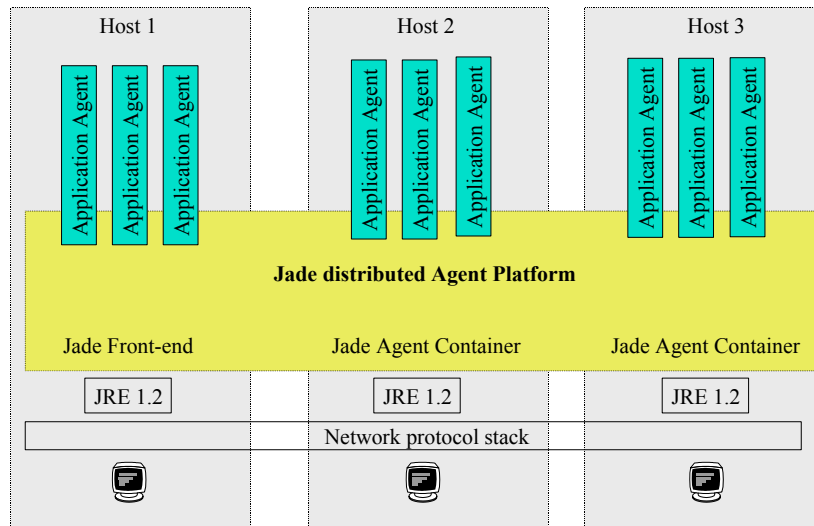 Host 1
Host 2
Host 3
Application Agent
Application Agent
Application Agent
Application Agent
Application Agent
Application Agent
Application Agent
Application Agent
Application Agent
Jade distributed Agent Platform
Jade Front-end
Jade Agent Container
Jade Agent Container
JRE 1.2
JRE 1.2
JRE 1.2
Network protocol stack